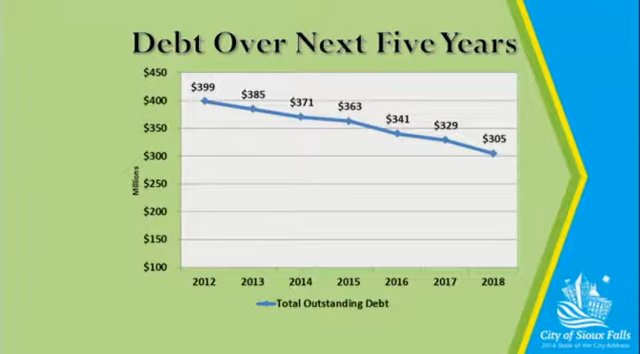 Debt Over Next Five Years
$450
$400
$350
$300
$250
$200
$150
$100
Millions
$399
$385
$371
$363
$341
$329
$305
2012 2013 2014 2015 2016 2017 2018
Total Outstanding Debt
City of Sioux Falls
2014 State of the City Address